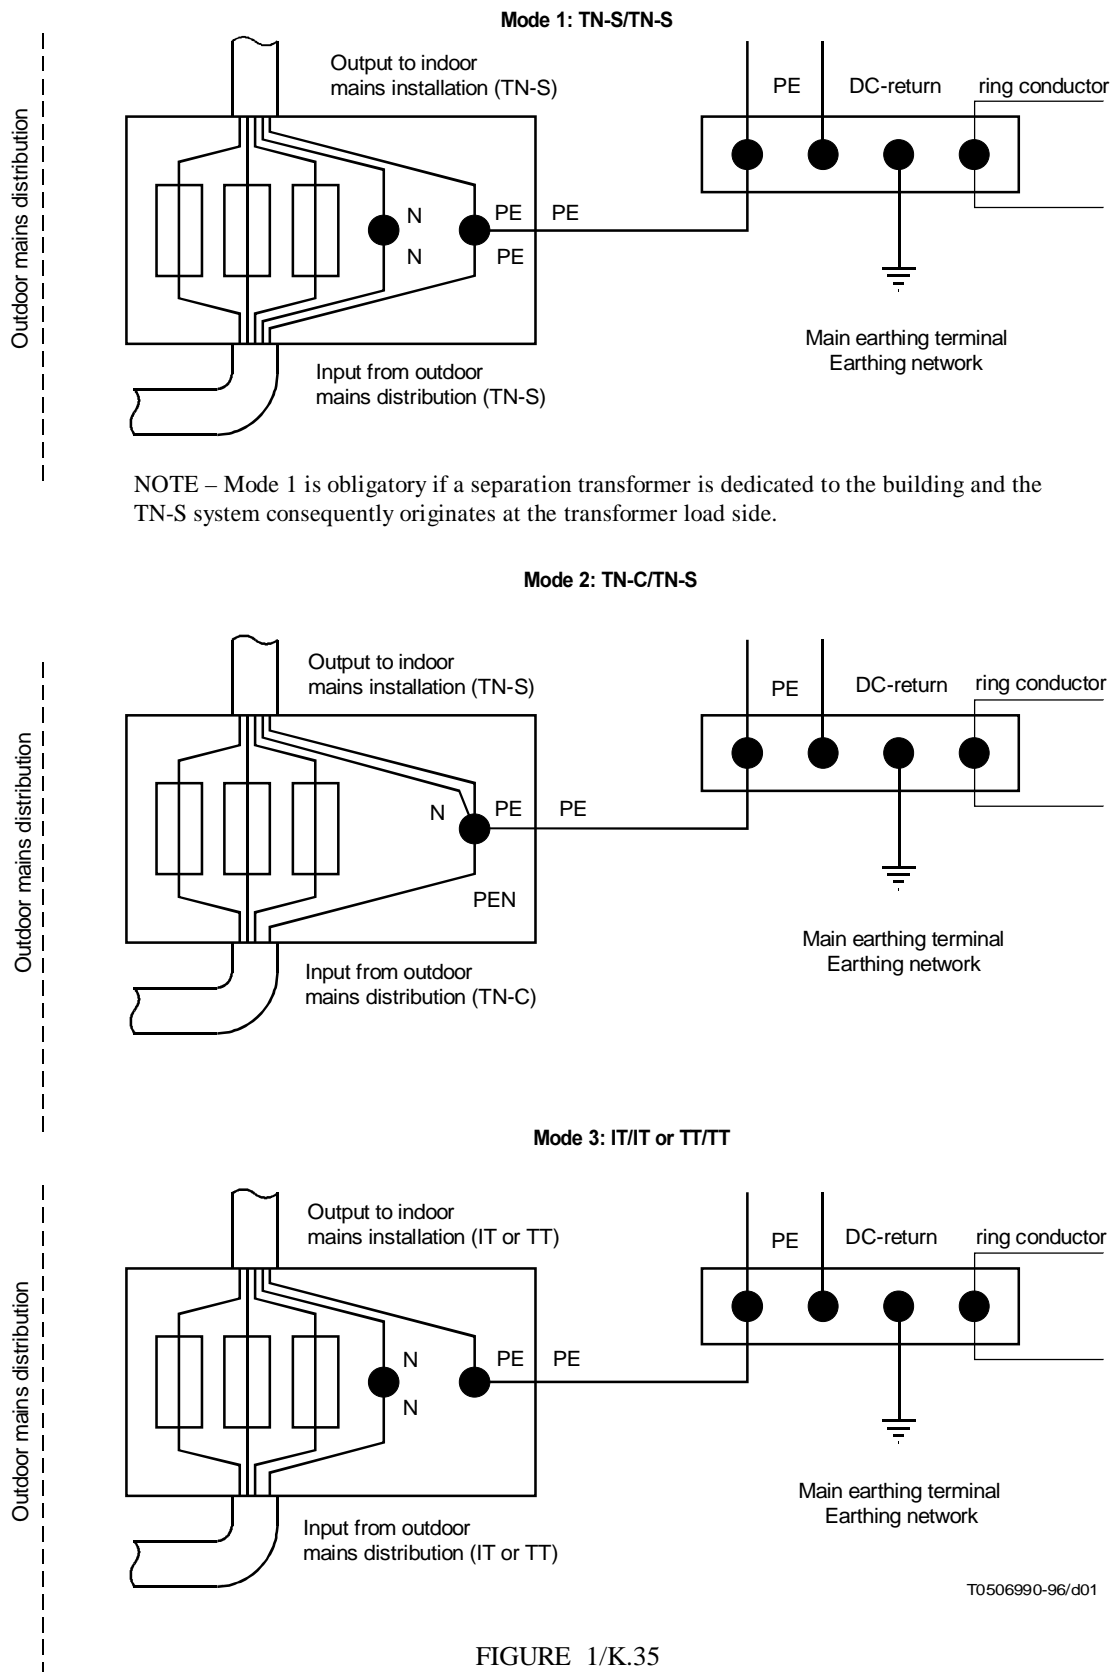 Mode 1: TN-S/TN-S
Outdoor mains distribution
Output to indoor
mains installation (TN-S)
PE
DC-return
ring conductor
N
N
PE
PE
PE
Main earthing terminal
Earthing network
Input from outdoor
mains distribution (TN-S)
NOTE – Mode 1 is obligatory if a separation transformer is dedicated to the building and the
TN-S system consequently originates at the transformer load side.
Mode 2: TN-C/TN-S
Outdoor mains distribution
Output to indoor
mains installation (TN-S)
PE
DC-return
ring conductor
N
PE
PE
PEN
Main earthing terminal
Earthing network
Input from outdoor
mains distribution (TN-C)
Mode 3: IT/IT or TT/TT
Outdoor mains distribution
Output to indoor
mains installation (IT or TT)
PE
DC-return
ring conductor
N
N
PE
PE
Main earthing terminal
Earthing network
Input from outdoor
mains distribution (IT or TT)
T0506990-96/d01
FIGURE 1/K.35